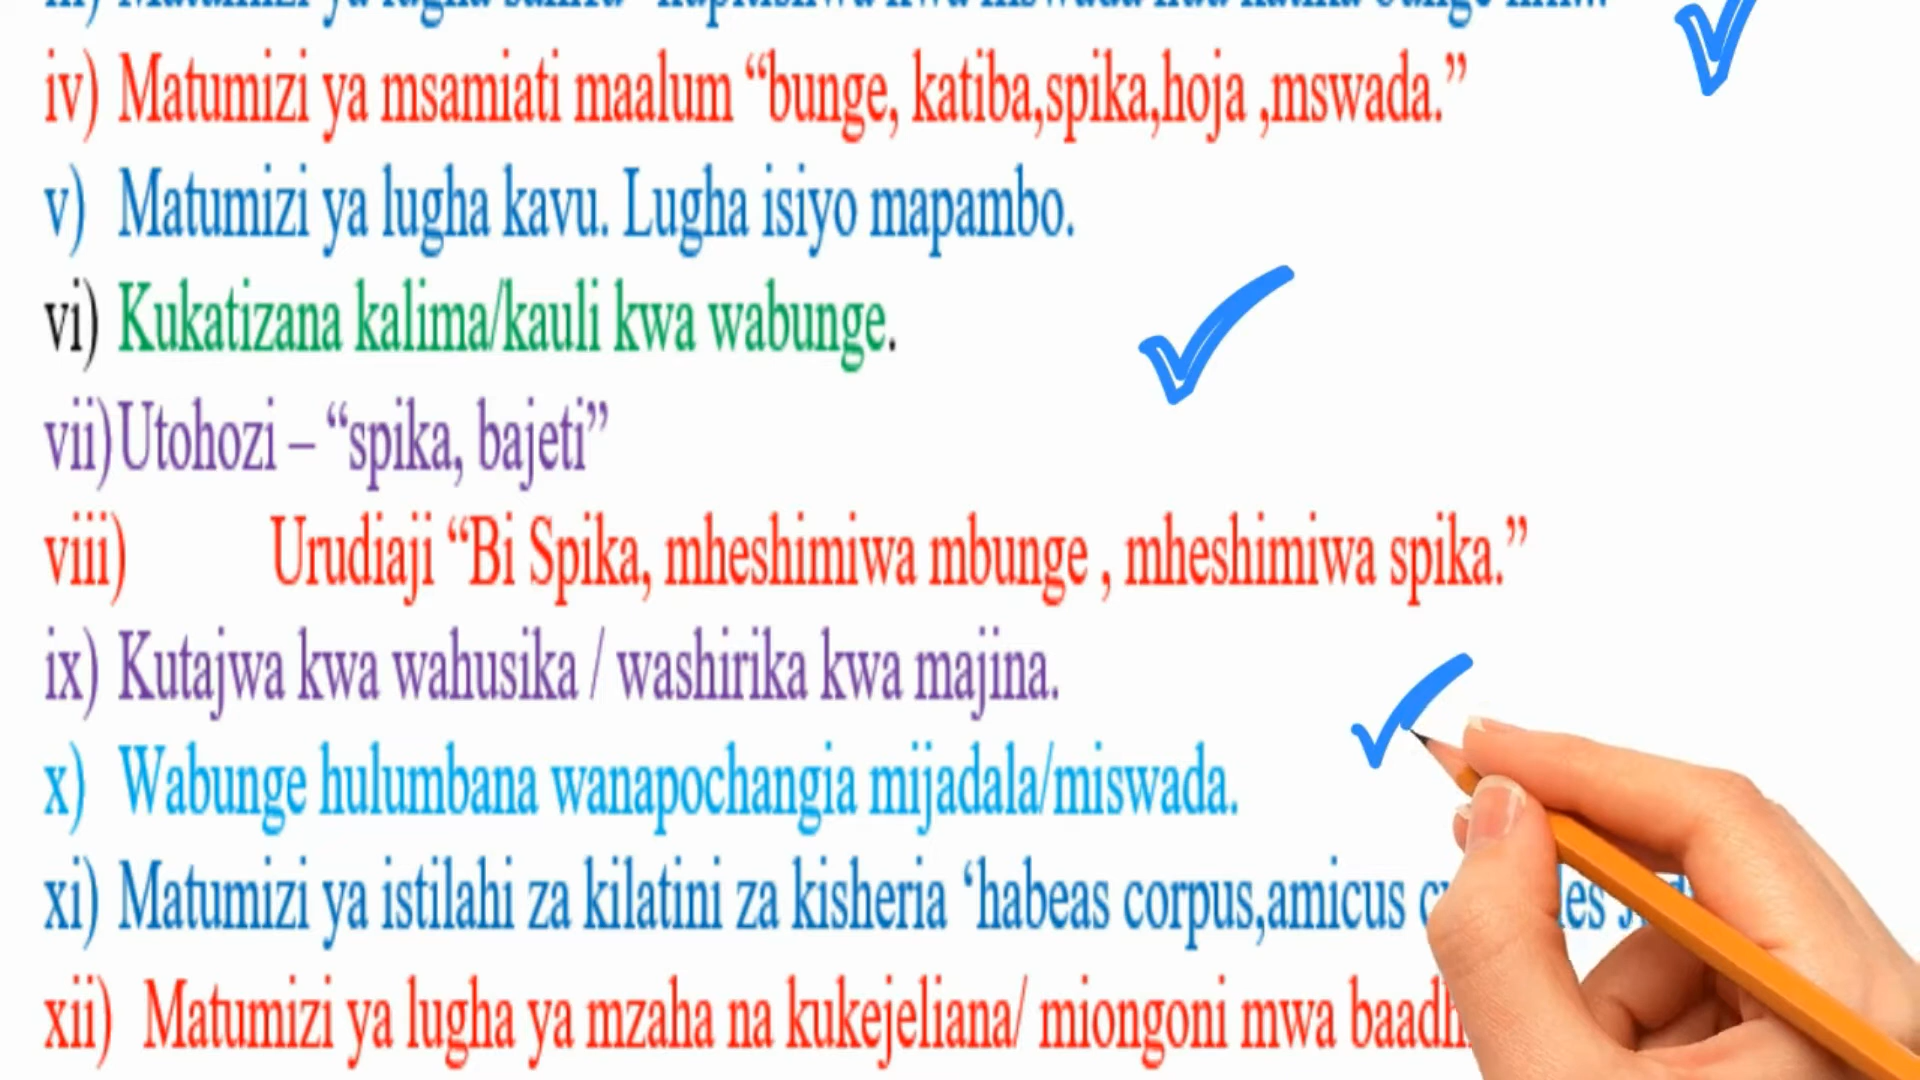 iv) Matumizi ya msamiati maalum “bunge, katiba,spika,hoja ,mswada.”
v) Matumizi ya lugha kavu. Lugha isiyo mapambo.
vi) Kukatizana kalima/kauli kwa wabunge.
vii) Utohozi – “spika, bajeti”
viii) Urudiaji “Bi Spika, mheshimiwa mbunge , mheshimiwa spika.”
ix) Kutajwa kwa wahusika / washirika kwa majina.
x) Wabunge hulumbana wanapochangia mijadala/miswada.
xi) Matumizi ya istilahi za kilatini za kisheria ‘habeas corpus,amicus
xii) Matumizi ya lugha ya mzaha na kukejeliana/ miongoni mwa